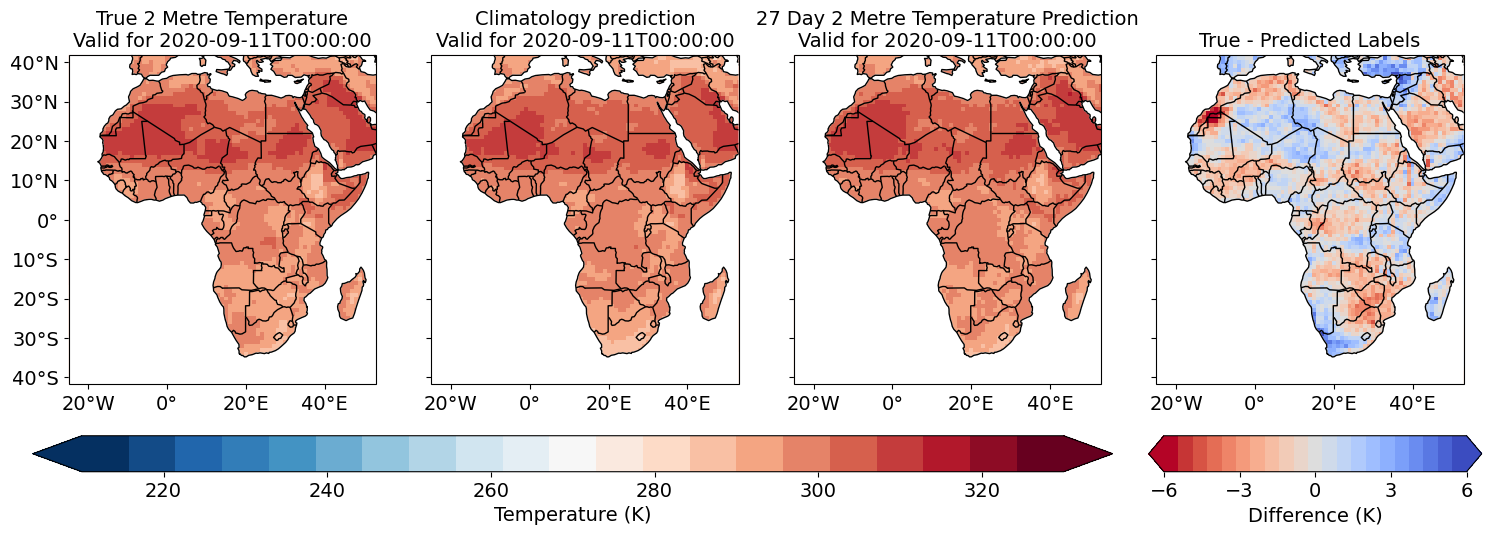 True 2 Metre Temperature
Valid for 2020-09-11T00:00:00
Climatology prediction
Valid for 2020-09-11T00:00:00
27 Day 2 Metre Temperature Prediction
Valid for 2020-09-11T00:00:00
True - Predicted Labels
40°N
30°N
20°N
10°N
0°
10°S
20°S
30°S
40°S
20°W 0° 20°E 40°E
20°W 0° 20°E 40°E
20°W 0° 20°E 40°E
20°W 0° 20°E 40°E
220 240 260 280 300 320
Temperature (K)
−6 −3 0 3 6
Difference (K)